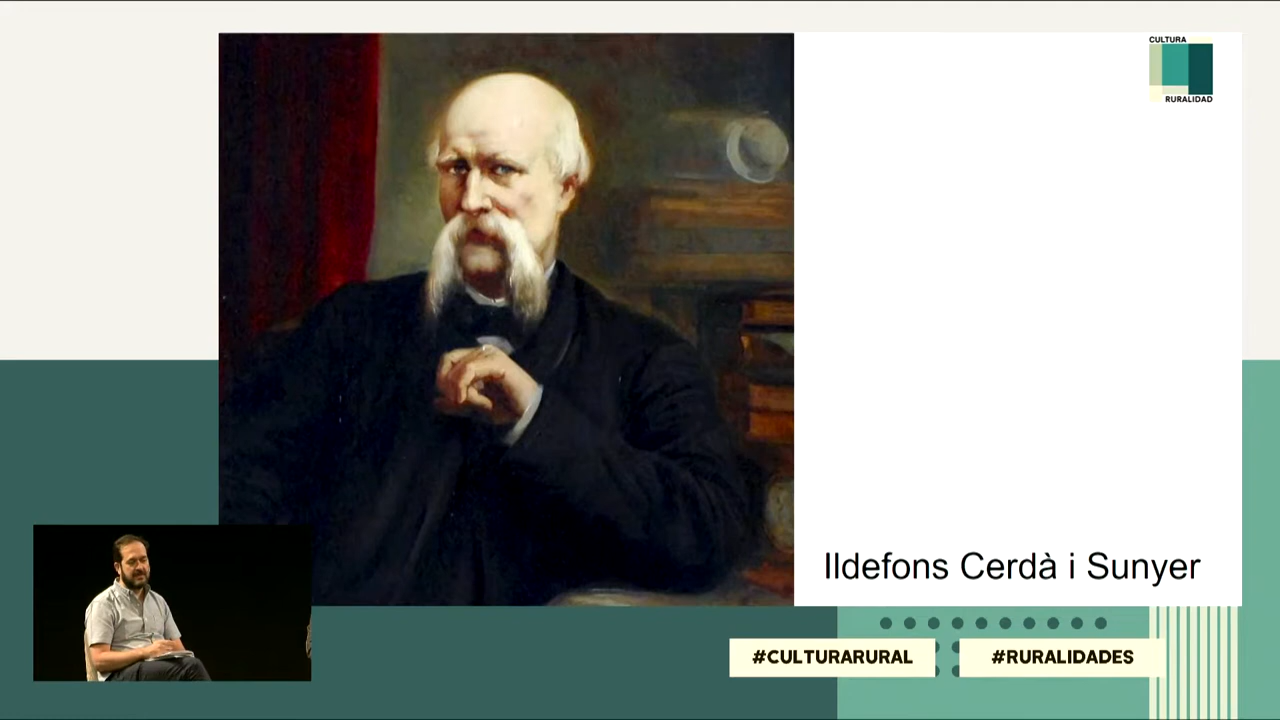 CULTURA
RURALIDAD
Ildefons Cerdà i Sunyer
#CULTURARURAL
#RURALIDADES